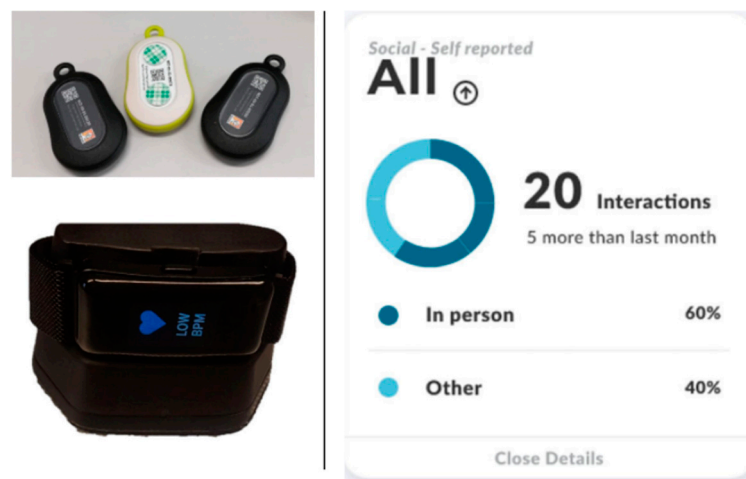 LOW
BPM
Social - Self reported
All
20 Interactions
5 more than last month
In person 60%
Other 40%
Close Details